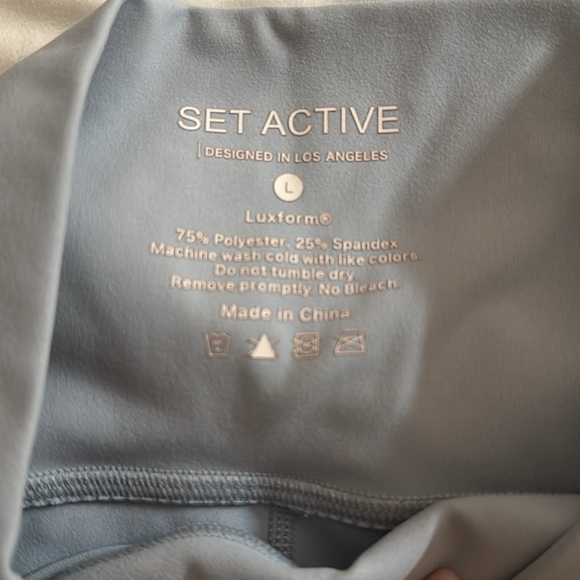 SET ACTIVE
DESIGNED IN LOS ANGELES
L
Luxform®
75% Polyester, 25% Spandex
Machine wash cold with like colors.
Do not tumble dry.
Remove promptly. No Bleach.
Made in China